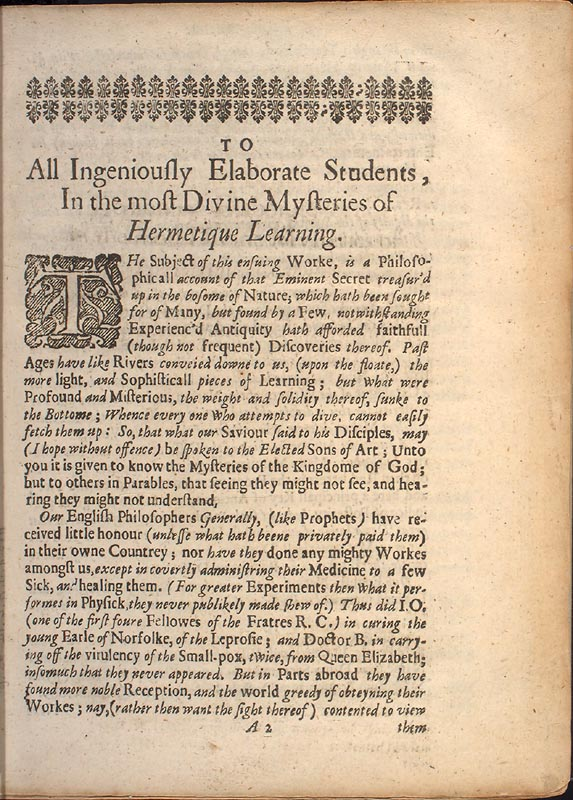 TO
All Ingeniously Elaborate Students,
In the most Divine Mysteries of
Hermetique Learning.
THe Subject of this ensuing Worke, is a Philoso-
phicall account of that Eminent Secret treasur'd
up in the bosome of Nature; which hath been sought
for of Many, but found by a Few, notwithstanding
Experienc'd Antiquity hath afforded faithfull
(though not frequent) Discoveries thereof. Past
Ages have like Rivers conveied downe to us, (upon the floate,) the
more light, and Sophisticall pieces of Learning; but what were
Profound and Misterious, the weight and solidity thereof, sunke to
the Bottome; Whence every one who attempts to dive, cannot easily
fetch them up: So, that what our Saviour said to his Disciples, may
(I hope without offence) be spoken to the Elected Sons of Art; Unto
you it is given to know the Mysteries of the Kingdome of God;
but to others in Parables, that seeing they might not see, and hea-
ring they might not understand,
Our English Philosophers Generally, (like Prophets) have re-
ceived little honour (unlesse what hath beene privately paid them)
in their owne Countrey; nor have they done any mighty Workes
amongst us, except in covertly administring their Medicine to a few
Sick, and healing them. (For greater Experiments then what it per-
formes in Physick, they never publikely made shew of.) Thus did I.O.
(one of the first foure Fellowes of the Fratres R. C.) in curing the
young Earle of Norfolke, of the Leprosie; and Doctor B. in carry-
ing off the virulency of the Small-pox, twice, from Queen Elizabeth;
insomuch that they never appeared. But in Parts abroad they have
found more noble Reception, and the world greedy of obteyning their
Workes; nay, (rather then want the sight thereof) contented to view
A 2 them